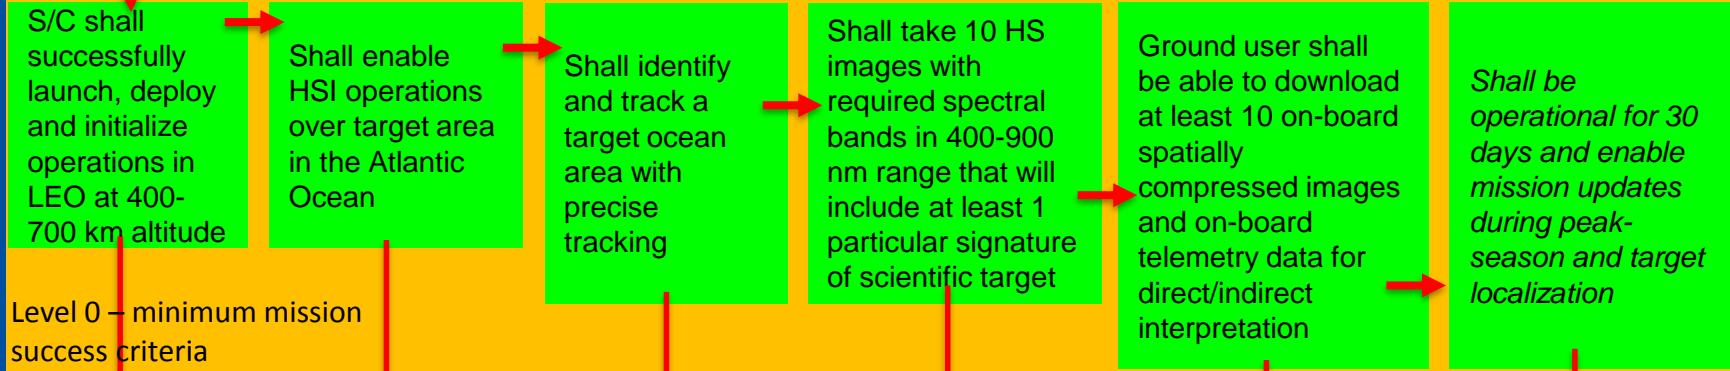 S/C shall
successfully
launch, deploy
and initialize
operations in
LEO at 400-
700 km altitude
Shall enable
HSI operations
over target area
in the Atlantic
Ocean
Shall identify
and track a
target ocean
area with
precise
tracking
Shall take 10 HS
images with
required spectral
bands in 400-900
nm range that will
include at least 1
particular signature
of scientific target
Ground user shall
be able to download
at least 10 on-board
spatially
compressed images
and on-board
telemetry data for
direct/indirect
interpretation
Shall be
operational for 30
days and enable
mission updates
during peak-
season and target
localization
Level 0 – minimum mission
success criteria